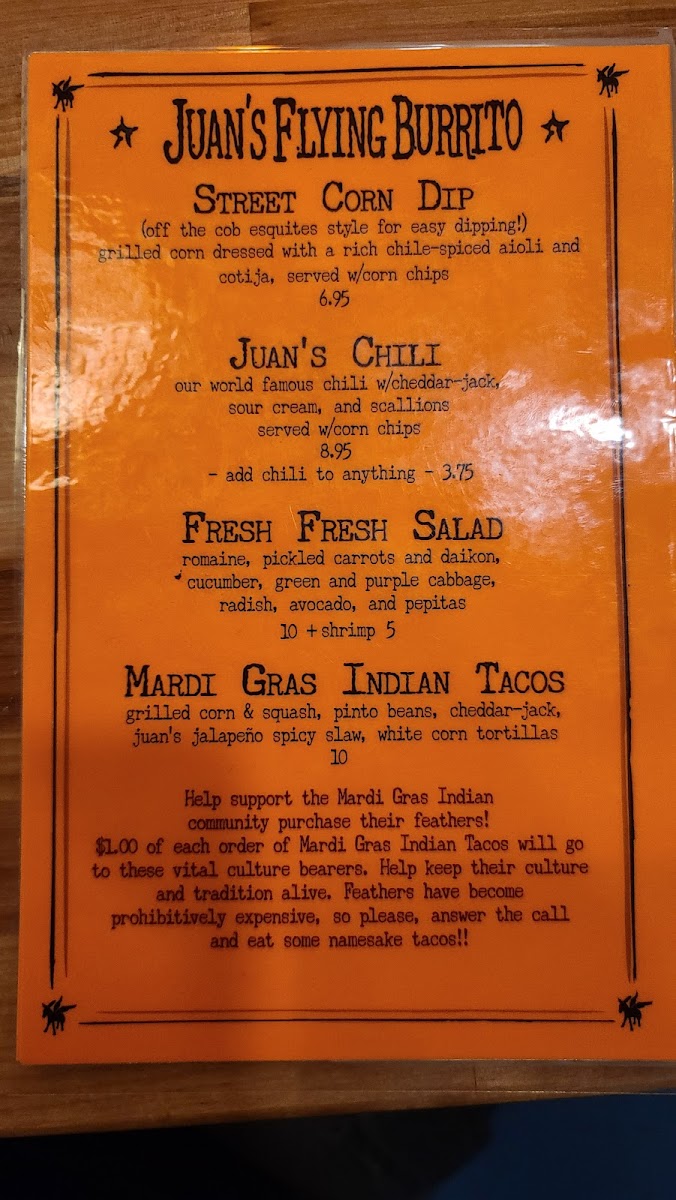 JUAN'S FLYING BURRITO
STREET CORN DIP
(off the cob esquites style for easy dipping!)
grilled corn dressed with a rich chile-spiced aioli and
cotija, served w/corn chips
6.95
JUAN'S CHILI
our world famous chili w/cheddar-jack,
sour cream, and scallions
served w/corn chips
8.95
- add chili to anything - 3.75
FRESH FRESH SALAD
romaine, pickled carrots and daikon,
cucumber, green and purple cabbage,
radish, avocado, and pepitas
10 + shrimp 5
MARDI GRAS INDIAN TACOS
grilled corn & squash, pinto beans, cheddar-jack,
juan's jalapeño spicy slaw, white corn tortillas
10
Help support the Mardi Gras Indian
community purchase their feathers!
$1.00 of each order of Mardi Gras Indian Tacos will go
to these vital culture bearers. Help keep their culture
and tradition alive. Feathers have become
prohibitively expensive, so please, answer the call
and eat some namesake tacos!!